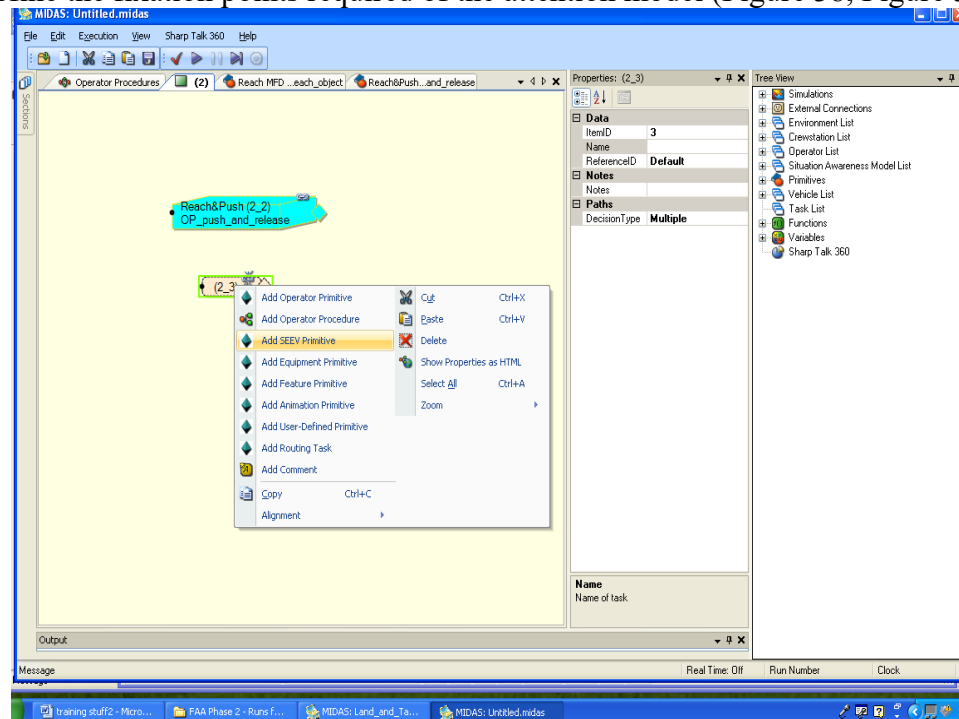 MIDAS: Untitled.midas
File Edit Execution View Sharp Talk 360 Help
Operator Procedures (2) Reach MFD ...each_object Reach&Push...and_release
Sections
Reach&Push (2_2)
OP_push_and_release
(2_3)
Add Operator Primitive
Add Operator Procedure
Add SEEV Primitive
Add Equipment Primitive
Add Feature Primitive
Add Animation Primitive
Add User-Defined Primitive
Add Routing Task
Add Comment
Copy Ctrl+C
Alignment
Cut Ctrl+X
Paste Ctrl+V
Delete
Show Properties as HTML
Select All Ctrl+A
Zoom
Properties: (2_3)
Data
ItemID 3
Name
ReferenceID Default
Notes
Notes
Paths
DecisionType Multiple
Name
Name of task
Tree View
Simulations
External Connections
Environment List
Crewstation List
Operator List
Situation Awareness Model List
Primitives
Vehicle List
Task List
Functions
Variables
Sharp Talk 360
Output
Message Real Time: Off Run Number Clock
training stuff2 - Micro... FAA Phase 2 - Runs f... MIDAS: Land_and_Ta... MIDAS: Untitled.midas